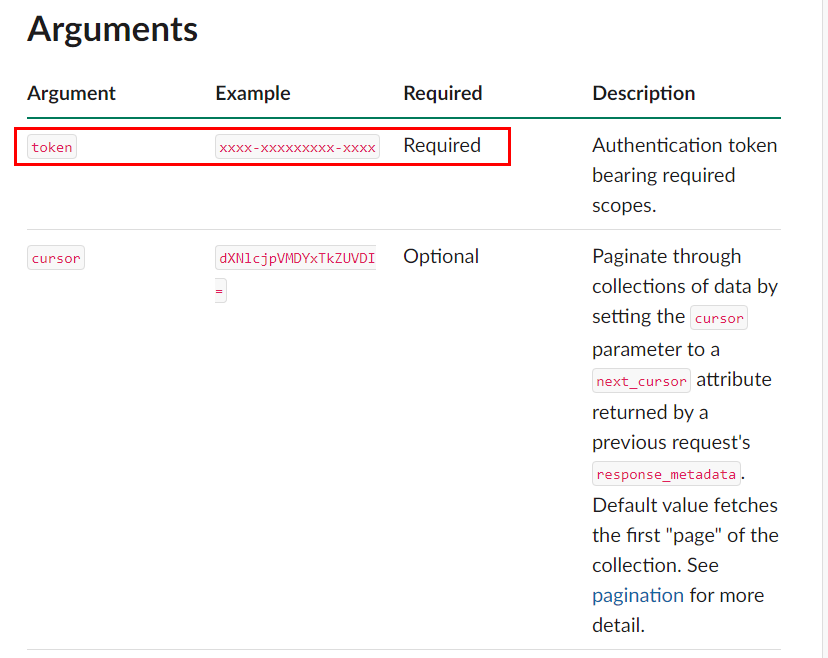 Arguments
Argument Example Required Description
token xxxx-xxxxxxxxx-xxxx Required Authentication token
bearing required
scopes.
cursor dXNlcjpVMDYxTkZUVDI Optional Paginate through
= collections of data by
setting the cursor
parameter to a
next_cursor attribute
returned by a
previous request's
response_metadata.
Default value fetches
the first "page" of the
collection. See
pagination for more
detail.